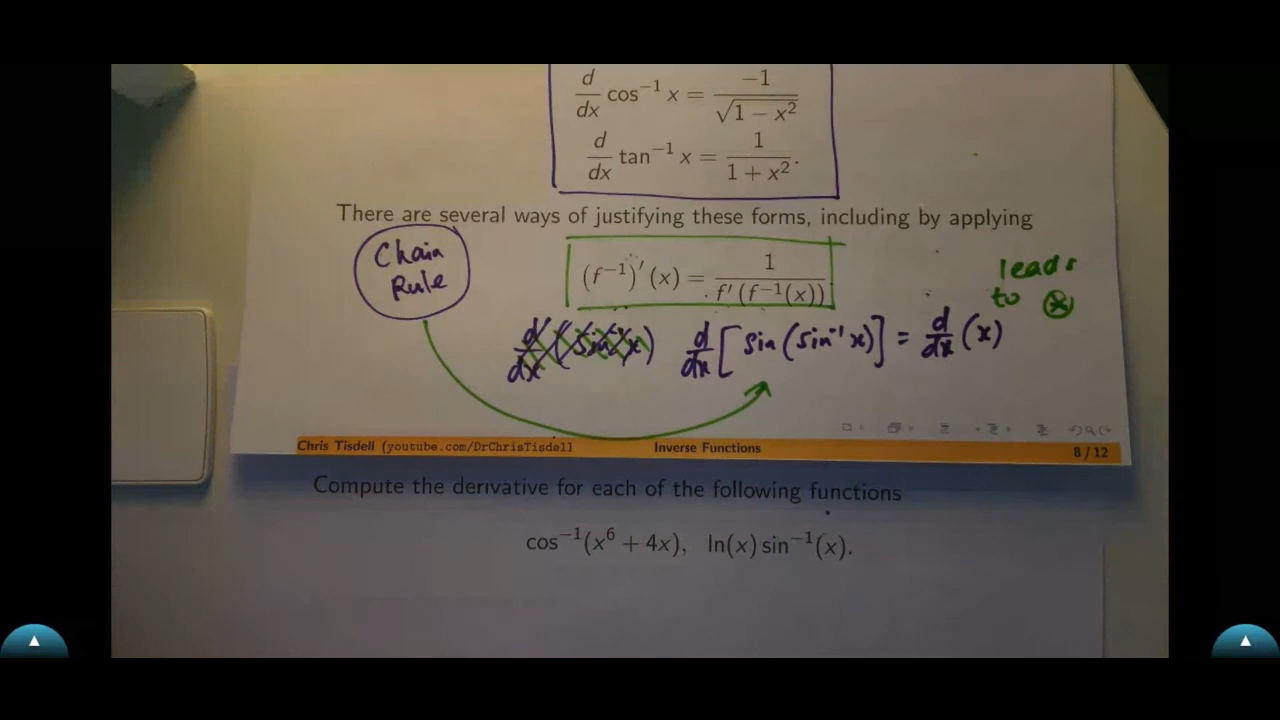 d/dx cos⁻¹ x = −1/√(1 − x²)
d/dx tan⁻¹ x = 1/(1 + x²).
There are several ways of justifying these forms, including by applying
Chain
Rule
(f⁻¹)′ (x) = 1/(f′(f⁻¹(x)))
leads
to ⊛
d/dx (sin⁻¹x) d/dx [sin (sin⁻¹ x)] = d/dx (x)
Chris Tisdell (youtube.com/DrChrisTisdell Inverse Functions 8 / 12
Compute the derivative for each of the following functions
cos⁻¹(x⁶ + 4x), ln(x) sin⁻¹(x).